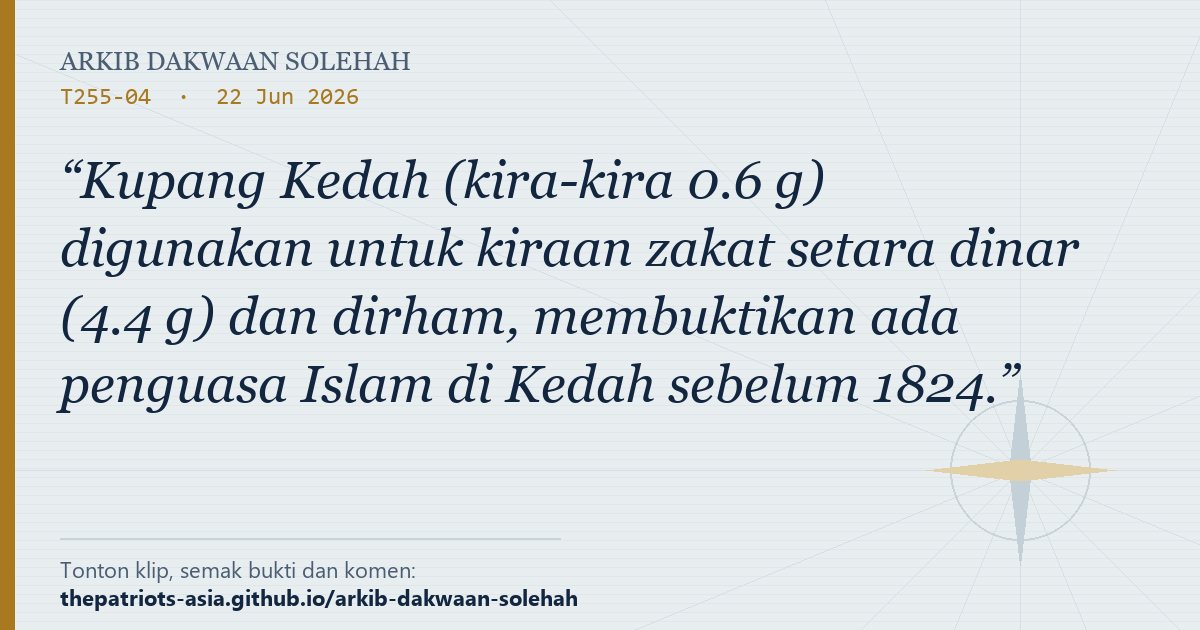 ARKIB DAKWAAN SOLEHAH
T255-04 · 22 Jun 2026
“Kupang Kedah (kira-kira 0.6 g)
digunakan untuk kiraan zakat setara dinar
(4.4 g) dan dirham, membuktikan ada
penguasa Islam di Kedah sebelum 1824.”
Tonton klip, semak bukti dan komen:
thepatriots-asia.github.io/arkib-dakwaan-solehah